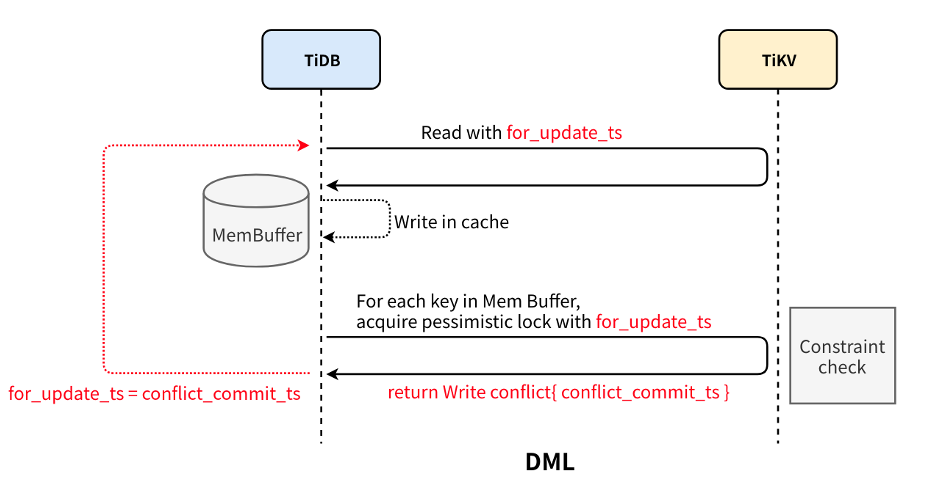 TiDB
TiKV
Read with for_update_ts
Write in cache
MemBuffer
For each key in Mem Buffer,
acquire pessimistic lock with for_update_ts
Constraint
check
for_update_ts = conflict_commit_ts
return Write conflict{ conflict_commit_ts }
DML